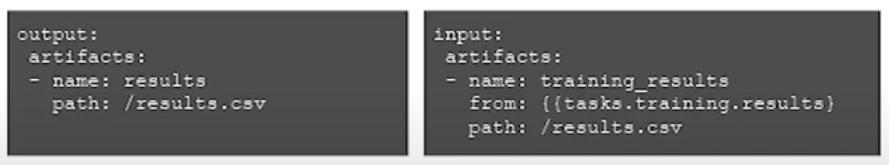 output:
artifacts:
- name: results
path: /results.csv
input:
artifacts:
- name: training_results
from: {{tasks.training.results}
path: /results.csv